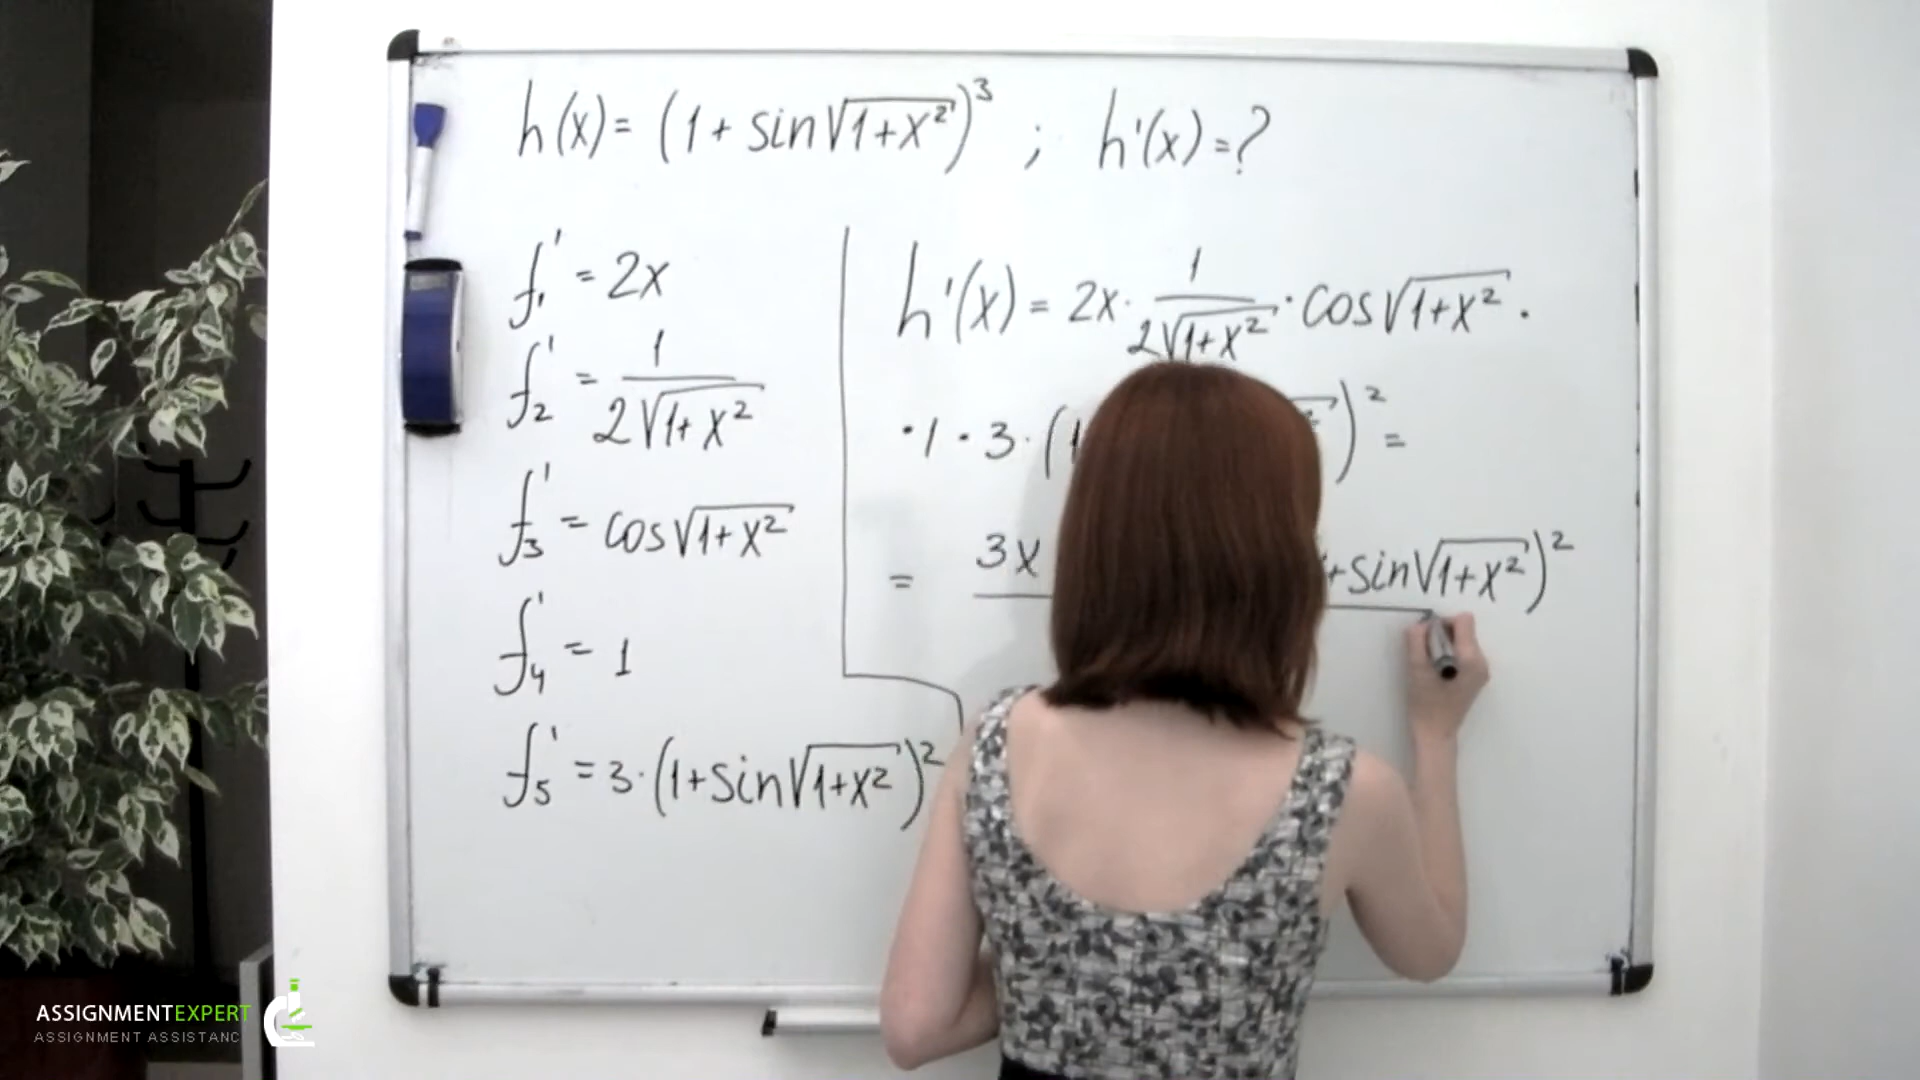 h(x) = (1 + sin√(1+x²))³ ; h'(x) = ?
f₁' = 2x
f₂' = 1/(2√(1+x²))
f₃' = cos√(1+x²)
f₄' = 1
f₅' = 3·(1+sin√(1+x²))²
h'(x) = 2x · 1/(2√(1+x²)) · cos√(1+x²) ·
· 1 · 3 · (1 )² =
= 3x + sin√(1+x²))²
ASSIGNMENTEXPERT
ASSIGNMENT ASSISTANC